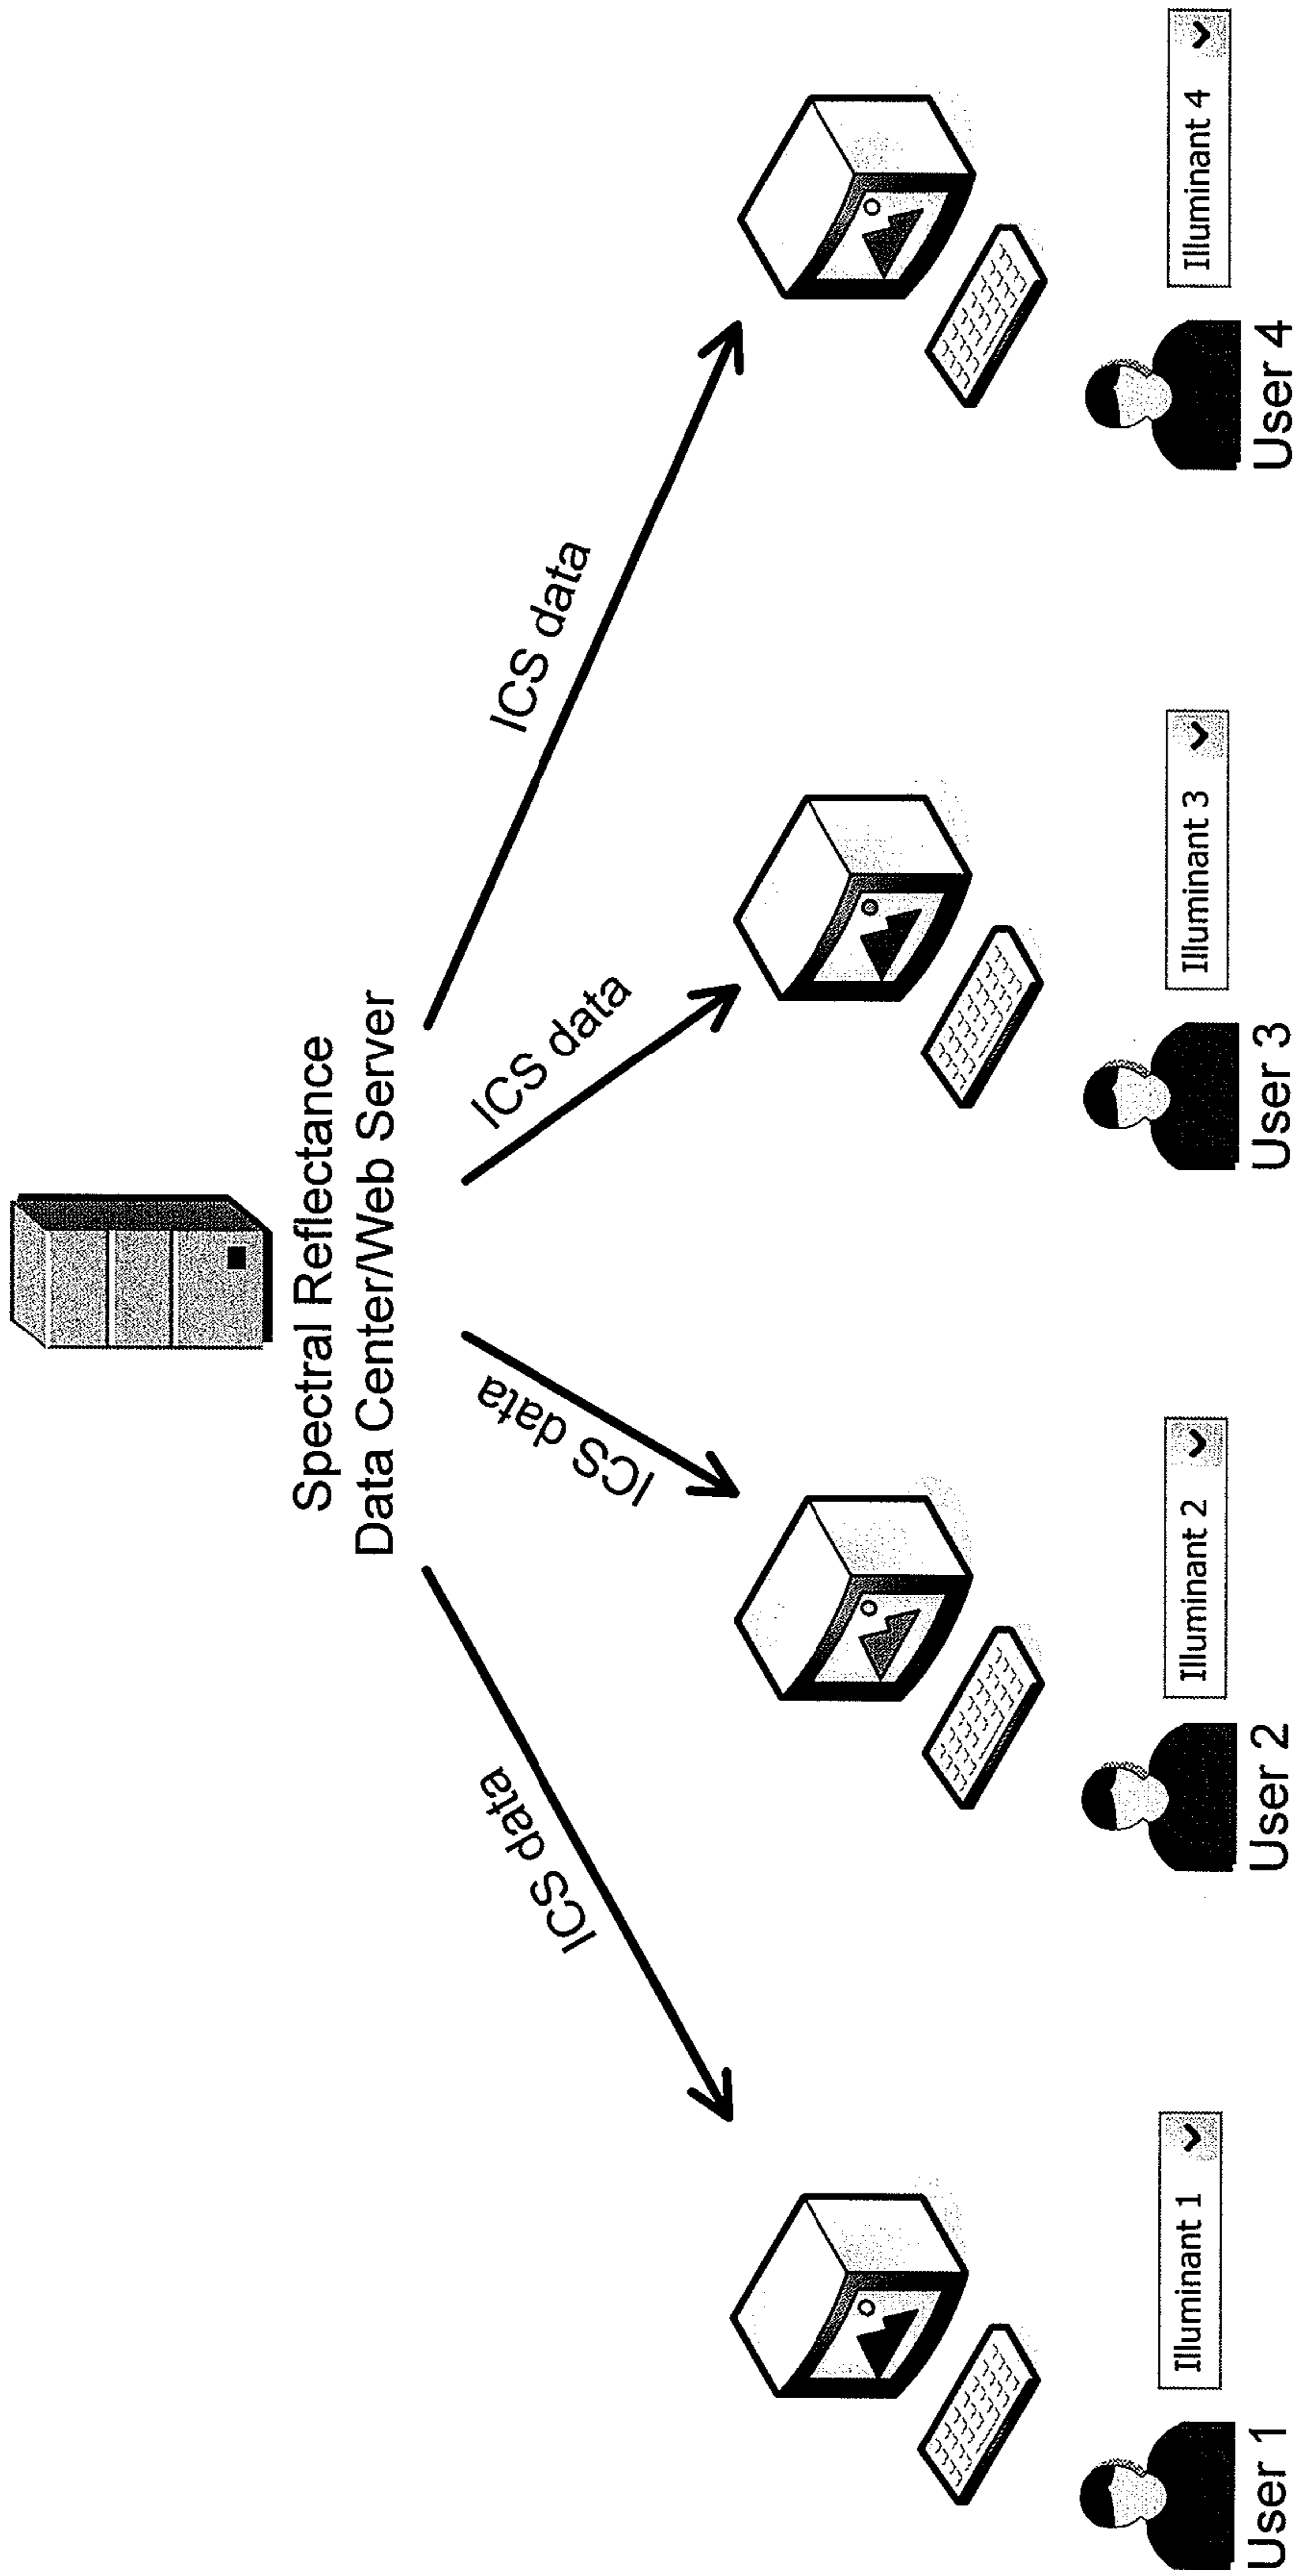 Spectral Reflectance
Data Center/Web Server
ICS data
ICS data
ICS data
ICS data
Illuminant 1
Illuminant 2
Illuminant 3
Illuminant 4
User 1
User 2
User 3
User 4